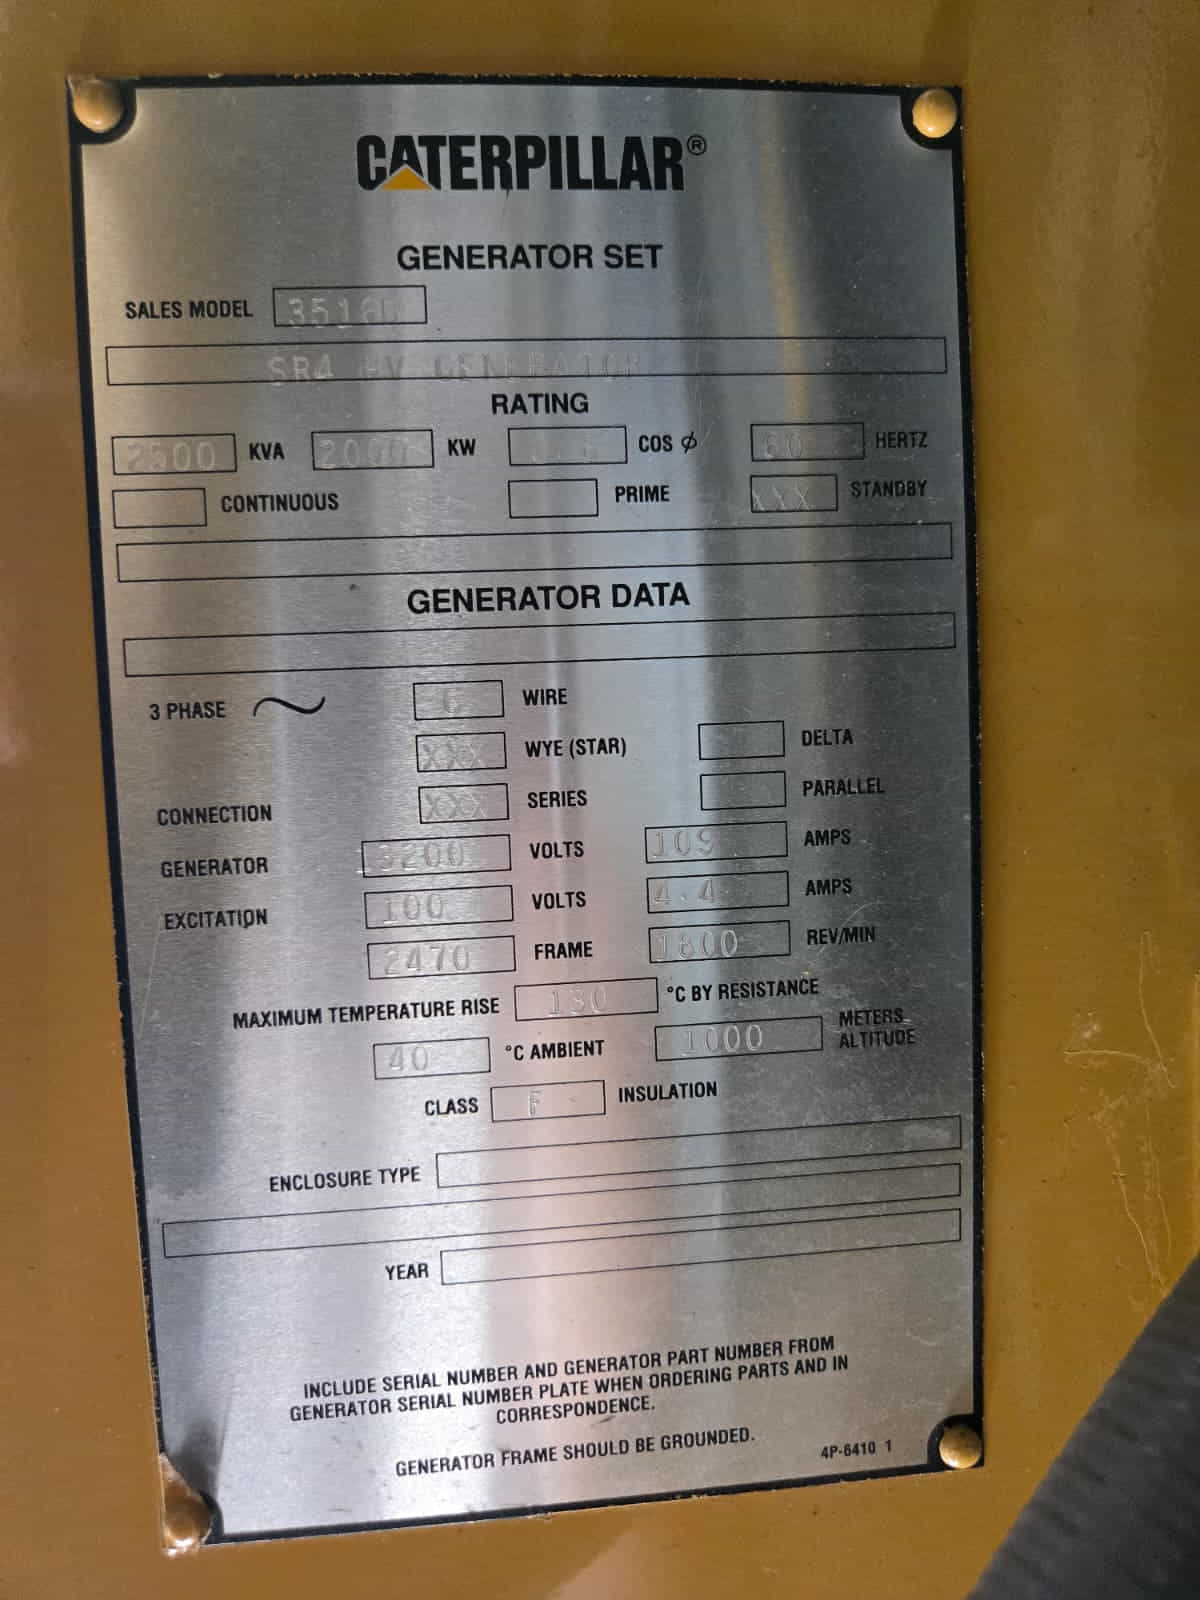 CATERPILLAR®
GENERATOR SET
SALES MODEL
SR4 HV GENERATOR
RATING
2500 KVA 2000 KW COS ϕ 60 HERTZ
CONTINUOUS PRIME XXX STANDBY
GENERATOR DATA
3 PHASE ~ 6 WIRE
XXX WYE (STAR) DELTA
CONNECTION XXX SERIES PARALLEL
GENERATOR 13200 VOLTS 109 AMPS
EXCITATION 100 VOLTS 4.4 AMPS
2470 FRAME 1800 REV/MIN
MAXIMUM TEMPERATURE RISE 130 °C BY RESISTANCE
40 °C AMBIENT 1000 METERS ALTITUDE
CLASS F INSULATION
ENCLOSURE TYPE
YEAR
INCLUDE SERIAL NUMBER AND GENERATOR PART NUMBER FROM
GENERATOR SERIAL NUMBER PLATE WHEN ORDERING PARTS AND IN
CORRESPONDENCE.
GENERATOR FRAME SHOULD BE GROUNDED.
4P-6410 1